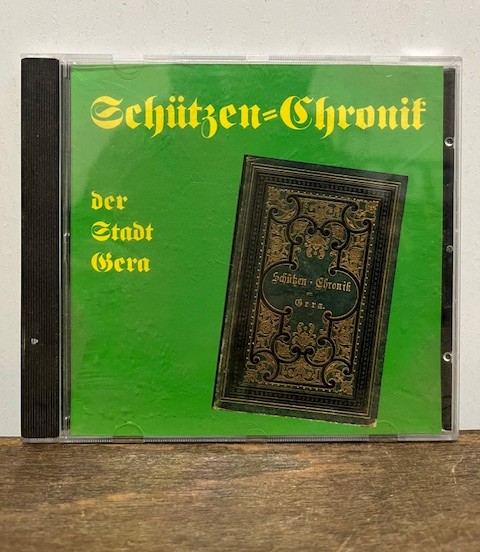 Schützen=Chronik
der
Stadt
Gera
Schützen-Chronik
Gera.